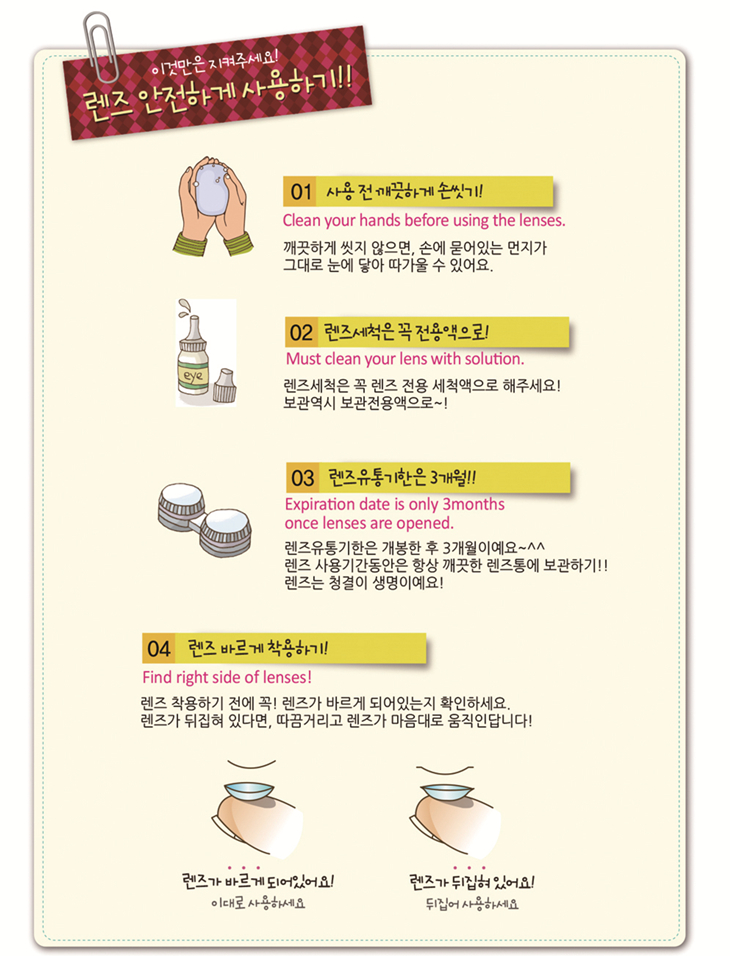 이것만은 지켜주세요!
렌즈 안전하게 사용하기!!
01 사용 전 깨끗하게 손씻기!
Clean your hands before using the lenses.
깨끗하게 씻지 않으면, 손에 묻어있는 먼지가
그대로 눈에 닿아 따가울 수 있어요.
eye
02 렌즈세척은 꼭 전용액으로!
Must clean your lens with solution.
렌즈세척은 꼭 렌즈 전용 세척액으로 해주세요!
보관역시 보관전용액으로~!
03 렌즈유통기한은 3개월!!
Expiration date is only 3months
once lenses are opened.
렌즈유통기한은 개봉한 후 3개월이예요~^^
렌즈 사용기간동안은 항상 깨끗한 렌즈통에 보관하기!!
렌즈는 청결이 생명이예요!
04 렌즈 바르게 착용하기!
Find right side of lenses!
렌즈 착용하기 전에 꼭! 렌즈가 바르게 되어있는지 확인하세요.
렌즈가 뒤집혀 있다면, 따끔거리고 렌즈가 마음대로 움직인답니다!
렌즈가 바르게 되어있어요!
이대로 사용하세요
렌즈가 뒤집혀 있어요!
뒤집어 사용하세요